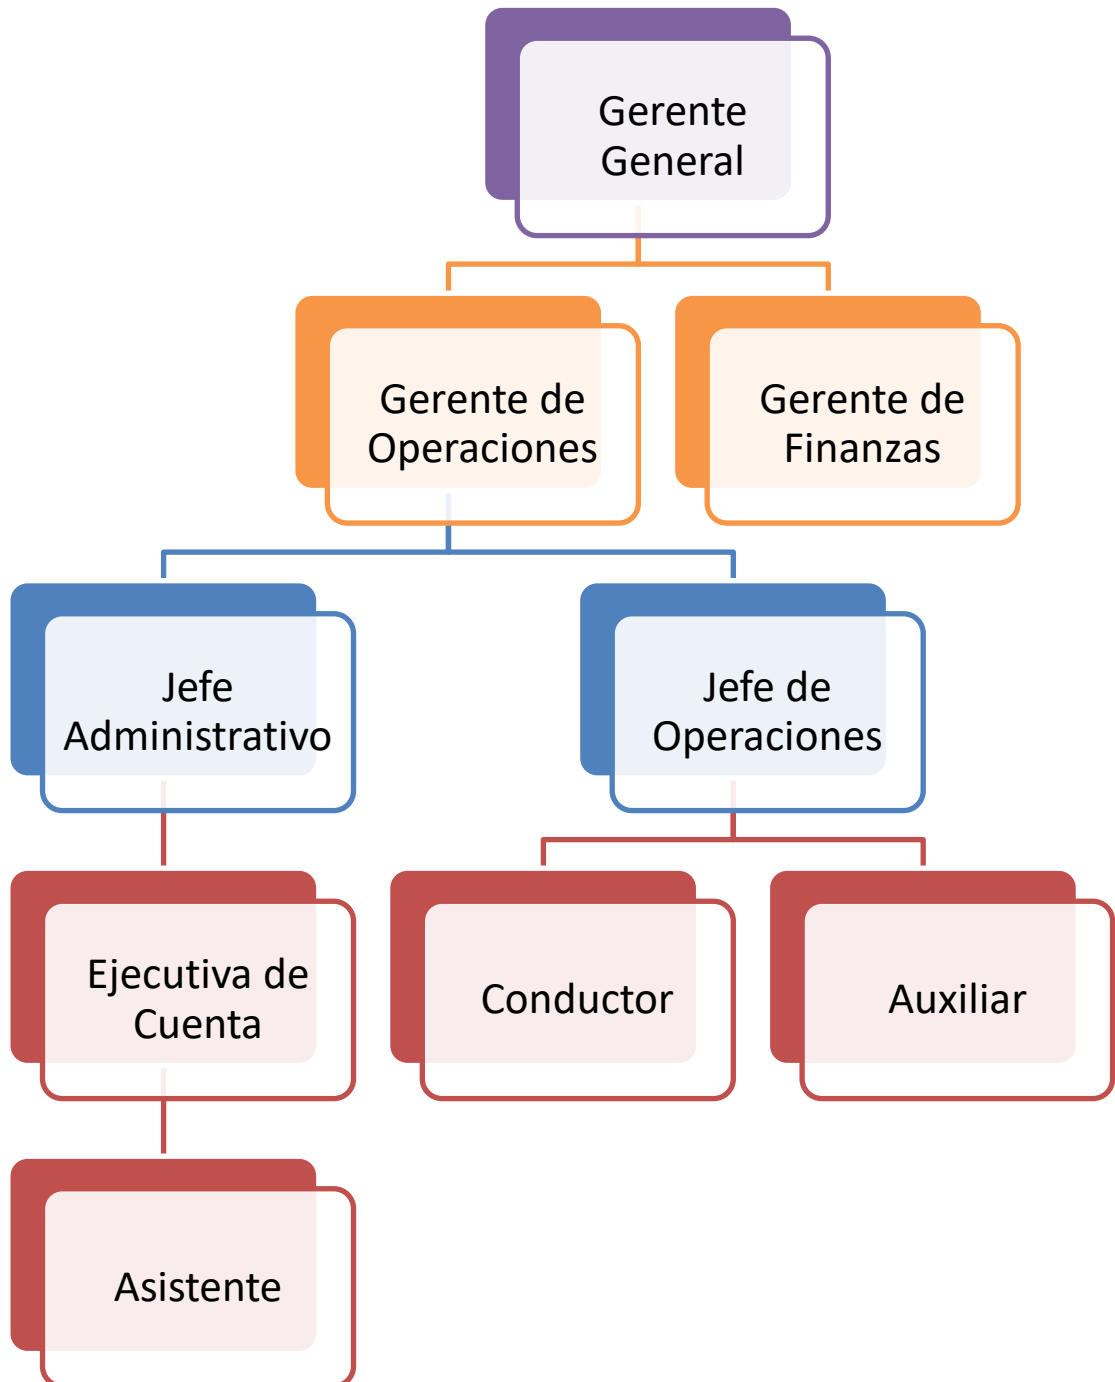 Gerente
General
Gerente de
Operaciones
Gerente de
Finanzas
Jefe
Administrativo
Jefe de
Operaciones
Ejecutiva de
Cuenta
Conductor
Auxiliar
Asistente